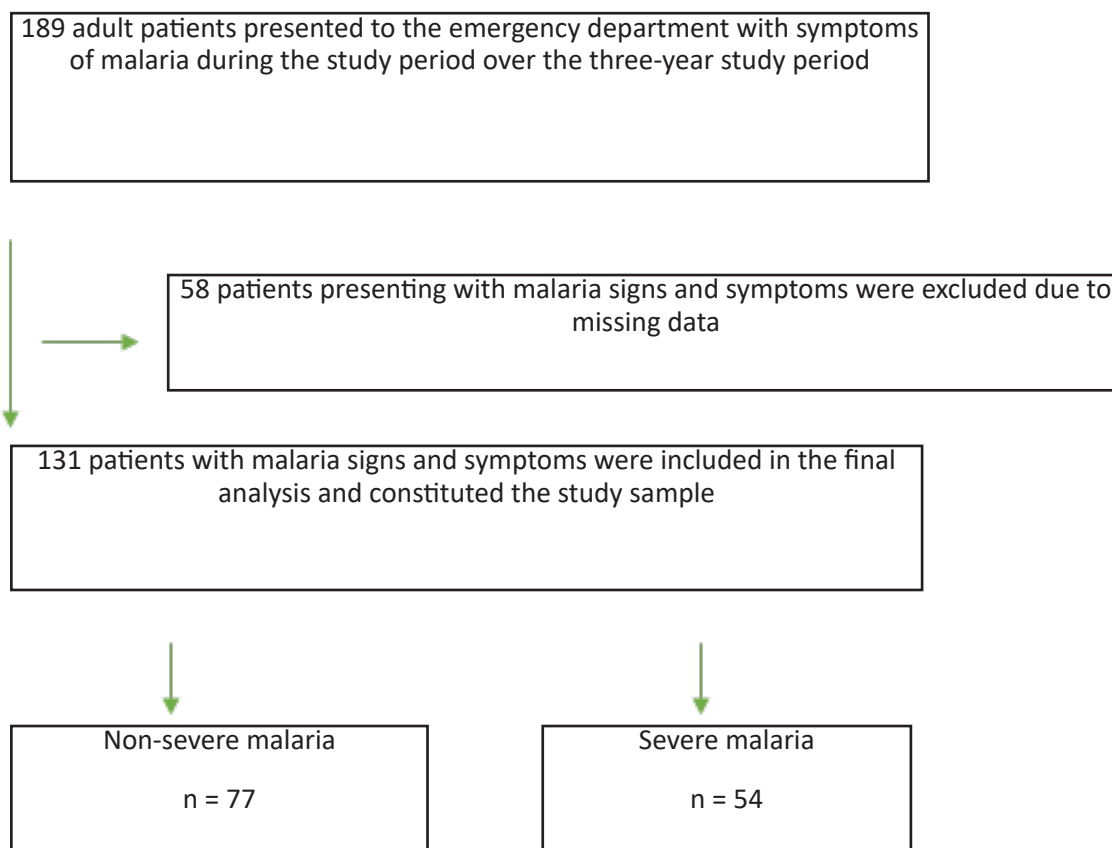 189 adult patients presented to the emergency department with symptoms
of malaria during the study period over the three-year study period
58 patients presenting with malaria signs and symptoms were excluded due to
missing data
131 patients with malaria signs and symptoms were included in the final
analysis and constituted the study sample
Non-severe malaria
n = 77
Severe malaria
n = 54